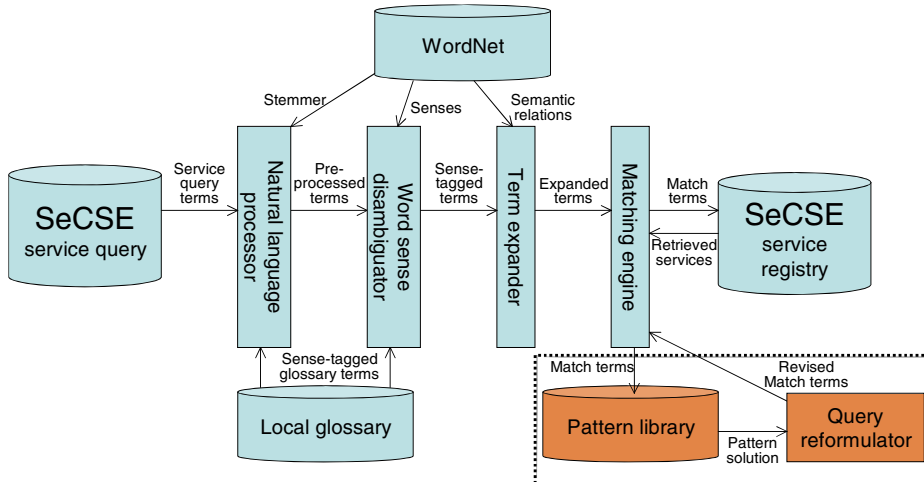 WordNet
Stemmer
Senses
Semantic
relations
Service
query
terms
Pre-
processed
terms
Sense-
tagged
terms
Expanded
terms
Match
terms
SeCSE
service query
Natural language
processor
Word sense
disambiguator
Term expander
Matching engine
SeCSE
service
registry
Retrieved
services
Sense-tagged
glossary terms
Local glossary
Match terms
Revised
Match terms
Pattern library
Pattern
solution
Query
reformulator